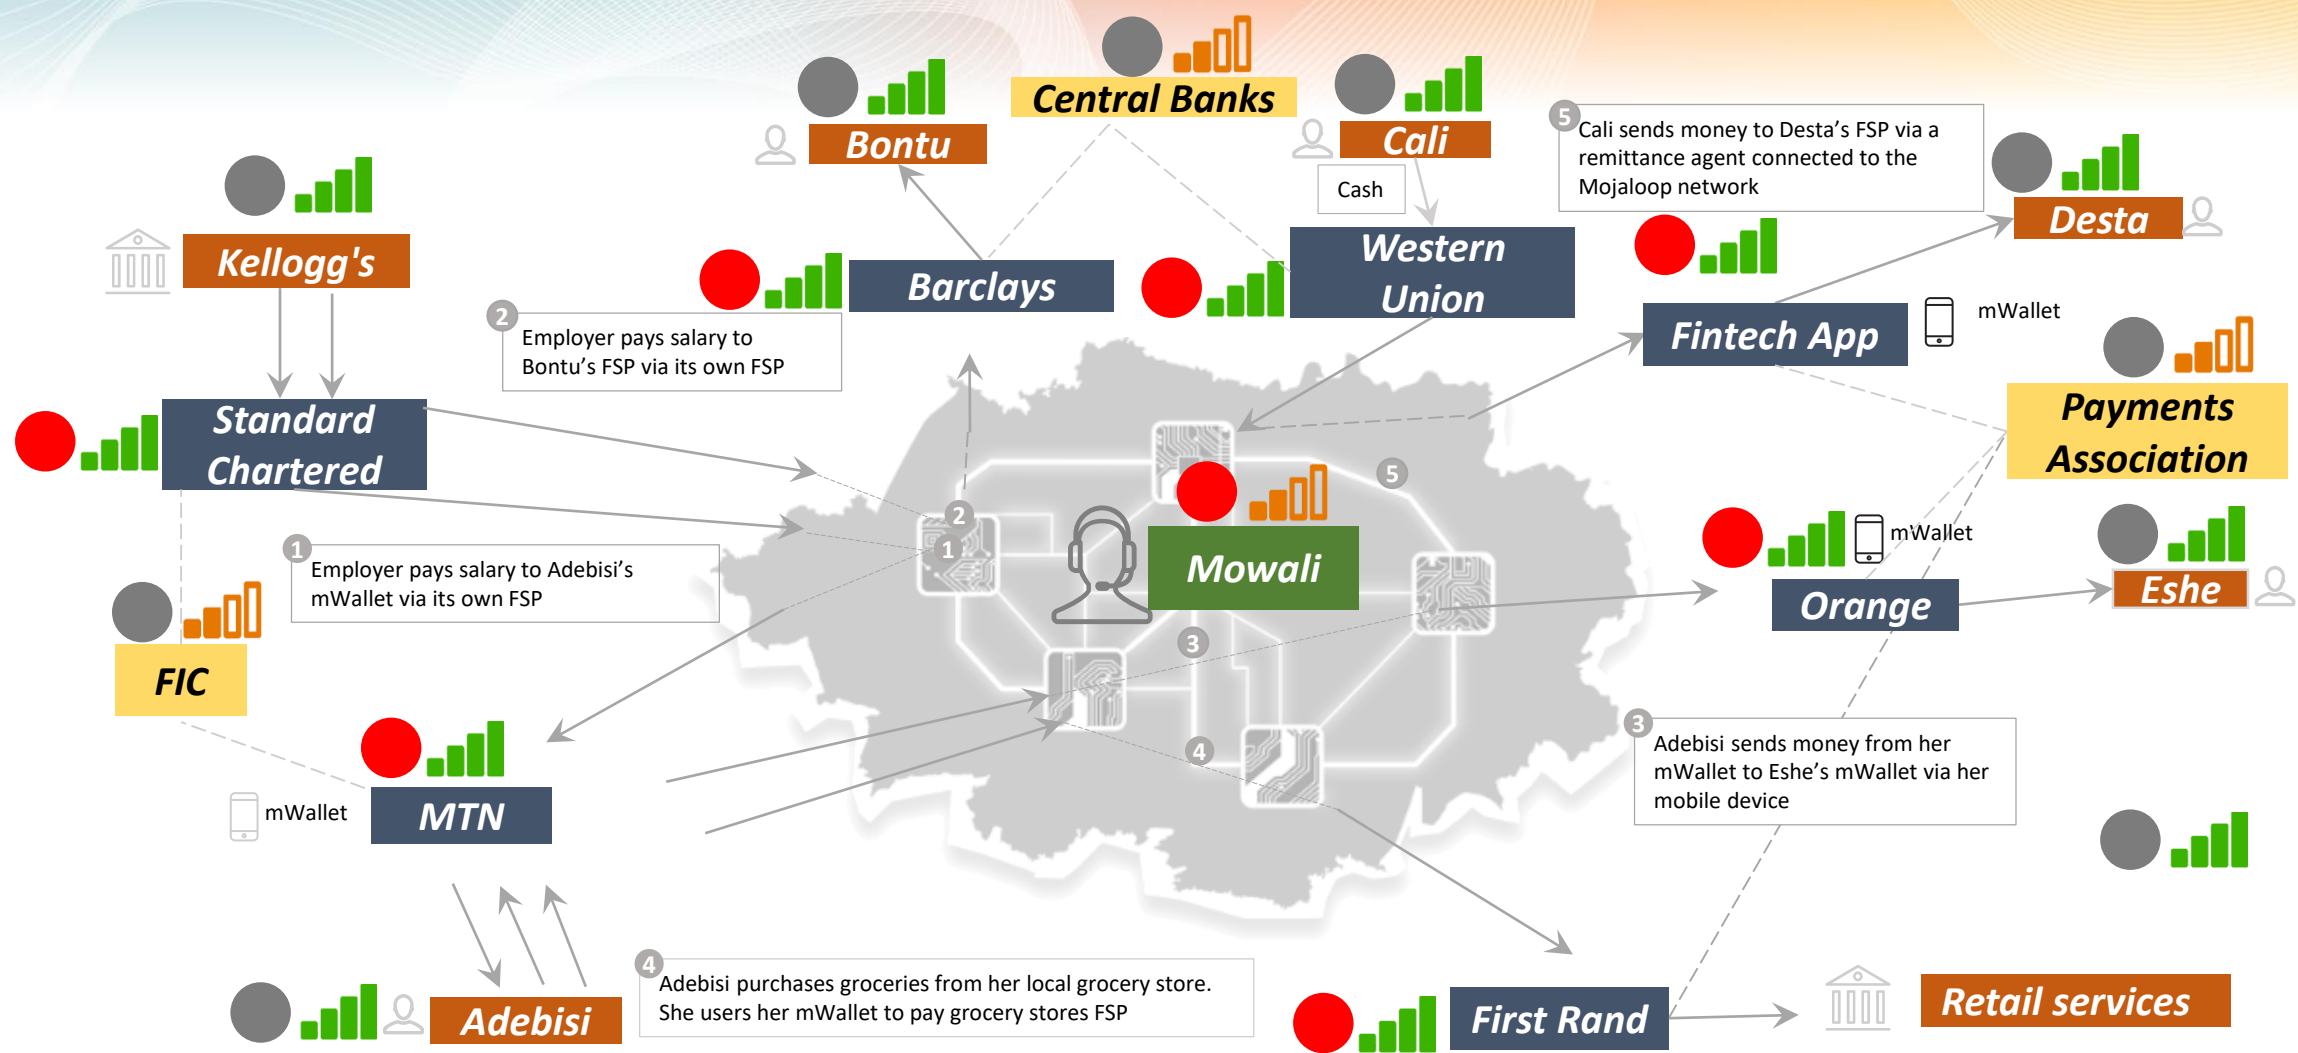 Central Banks
Bontu
Cali
5
Cali sends money to Desta's FSP via a
remittance agent connected to the
Mojaloop network
Cash
Desta
Kellogg's
Barclays
Western
Union
Fintech App
mWallet
2
Employer pays salary to
Bontu's FSP via its own FSP
Payments
Association
Standard
Chartered
5
2
1
mWallet
1
Employer pays salary to Adebisi's
mWallet via its own FSP
Mowali
Orange
Eshe
3
FIC
4
3
Adebisi sends money from her
mWallet to Eshe's mWallet via her
mobile device
mWallet
MTN
4
Adebisi purchases groceries from her local grocery store.
She users her mWallet to pay grocery stores FSP
Adebisi
First Rand
Retail services